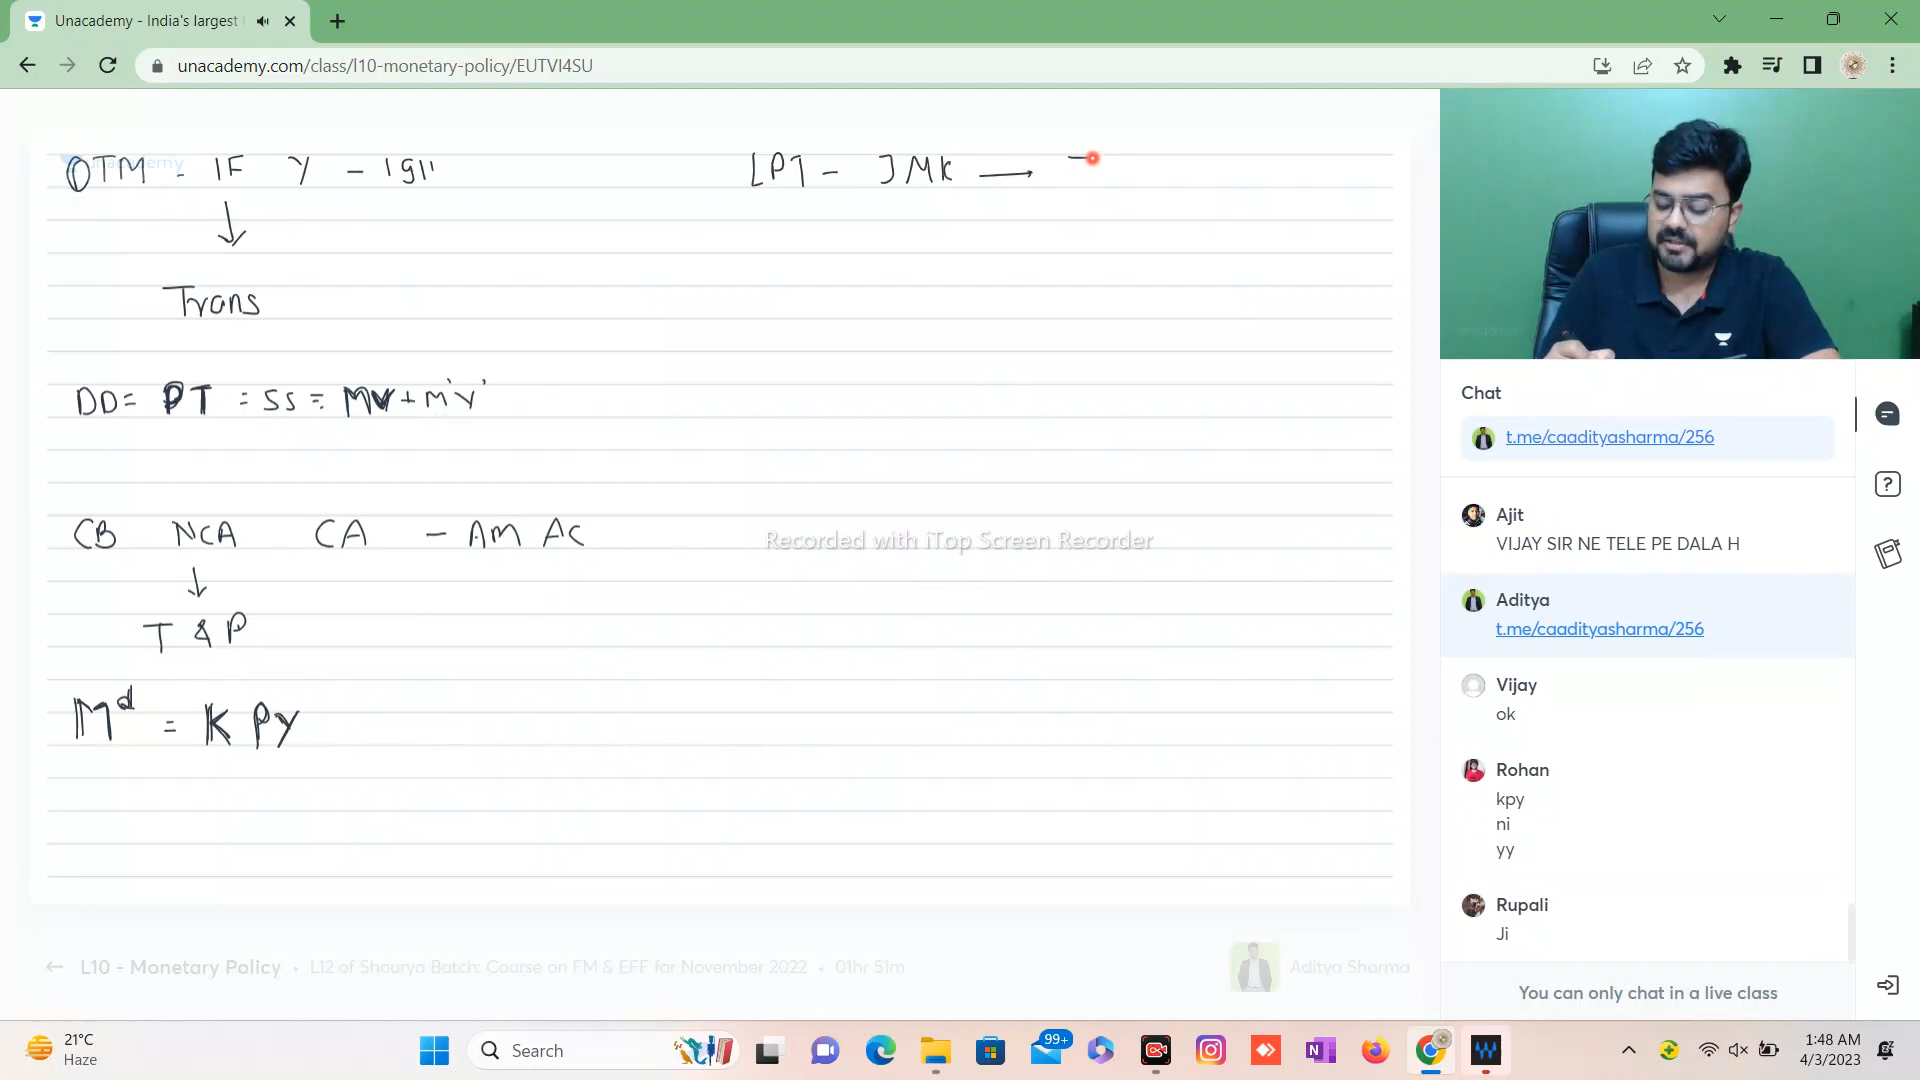 Unacademy - India's largest
unacademy.com/class/l10-monetary-policy/EUTVI4SU
unacademy
OTM = IF Y - 1911
LPT - JMK →
↓
Trans
DD = PT = SS = MV + M'V'
CB NCA CA - AM AC
↓
T & P
Mᵈ = K PY
Recorded with iTop Screen Recorder
← L10 - Monetary Policy • L12 of Shourya Batch: Course on FM & EFF for November 2022 • 01hr 51m
Aditya Sharma
Chat
t.me/caadityasharma/256
Ajit
VIJAY SIR NE TELE PE DALA H
Aditya
t.me/caadityasharma/256
Vijay
ok
Rohan
kpy
ni
yy
Rupali
Ji
You can only chat in a live class
21°C
Haze
Search
99+
1:48 AM
4/3/2023